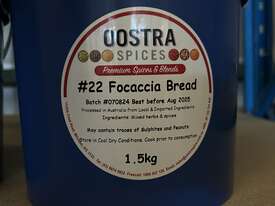 OOSTRA
SPICES
Premium Spices & Blends
#22 Focaccia Bread
Batch #070824 Best before Aug 2025
Processed in Australia from Local & Imported Ingredients
Ingredients: Mixed herbs & spices
May contain traces of Sulphites and Peanuts
Store in Cool Dry Conditions. Cook prior to consumption
1.5kg